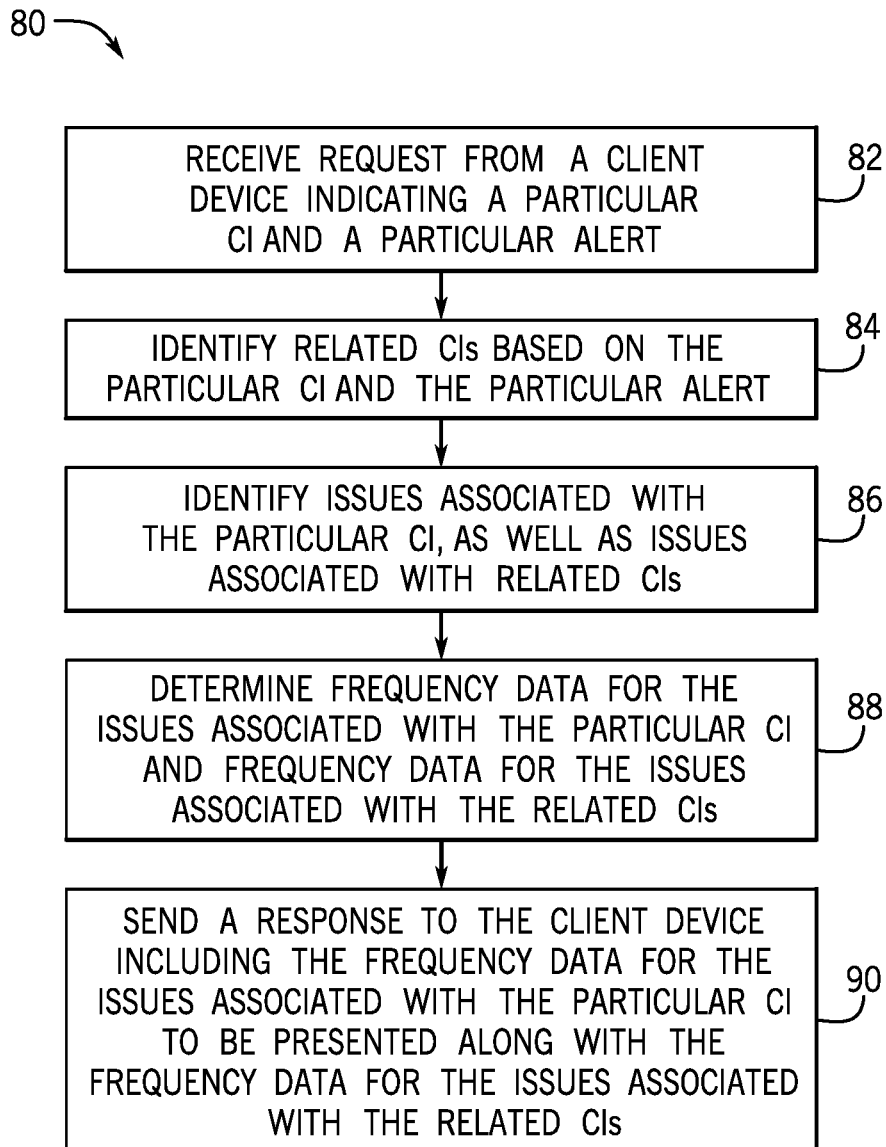 80
RECEIVE REQUEST FROM A CLIENT
DEVICE INDICATING A PARTICULAR
CI AND A PARTICULAR ALERT
82
IDENTIFY RELATED CIs BASED ON THE
PARTICULAR CI AND THE PARTICULAR ALERT
84
IDENTIFY ISSUES ASSOCIATED WITH
THE PARTICULAR CI, AS WELL AS ISSUES
ASSOCIATED WITH RELATED CIs
86
DETERMINE FREQUENCY DATA FOR THE
ISSUES ASSOCIATED WITH THE PARTICULAR CI
AND FREQUENCY DATA FOR THE ISSUES
ASSOCIATED WITH THE RELATED CIs
88
SEND A RESPONSE TO THE CLIENT DEVICE
INCLUDING THE FREQUENCY DATA FOR THE
ISSUES ASSOCIATED WITH THE PARTICULAR CI
TO BE PRESENTED ALONG WITH THE
FREQUENCY DATA FOR THE ISSUES ASSOCIATED
WITH THE RELATED CIs
90